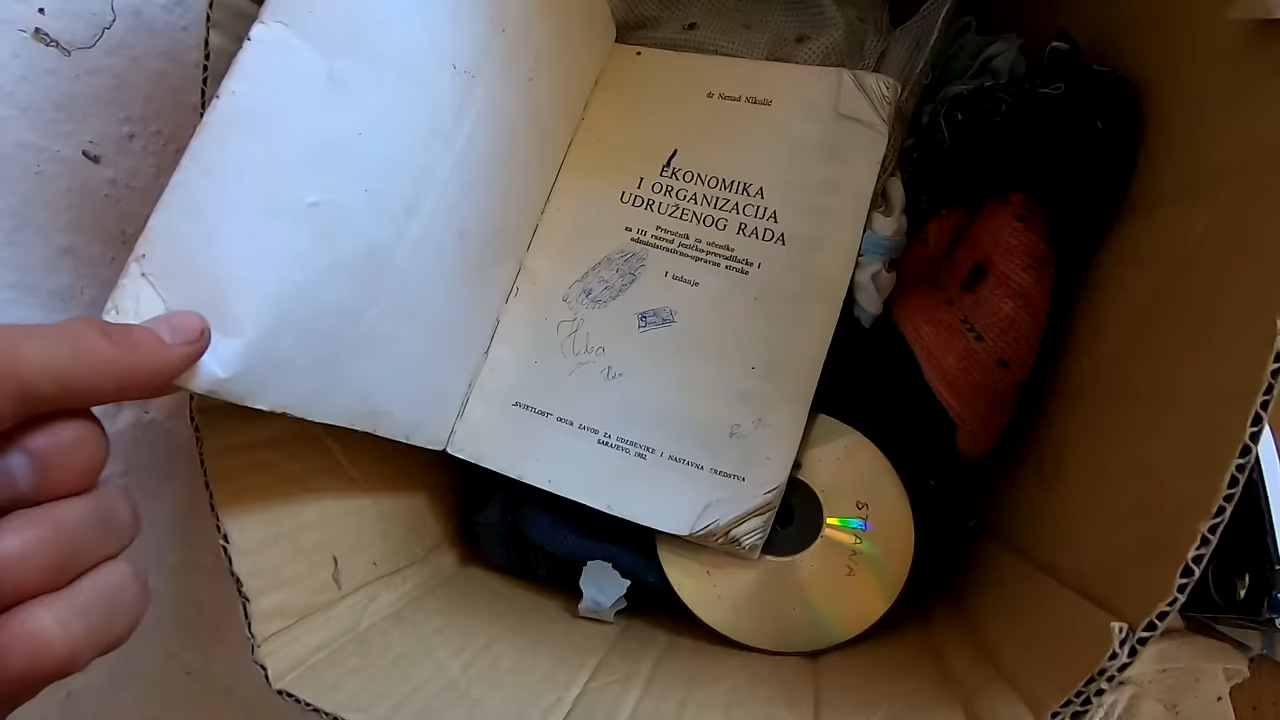 dr Nenad Nikolić
EKONOMIKA
I ORGANIZACIJA
UDRUŽENOG RADA
Priručnik za učenike
za III razred jezičko-prevodilačke i
administrativno-upravne struke
I izdanje
„SVJETLOST" OOUR ZAVOD ZA UDŽBENIKE I NASTAVNA SREDSTVA
SARAJEVO, 1982.
STRANA